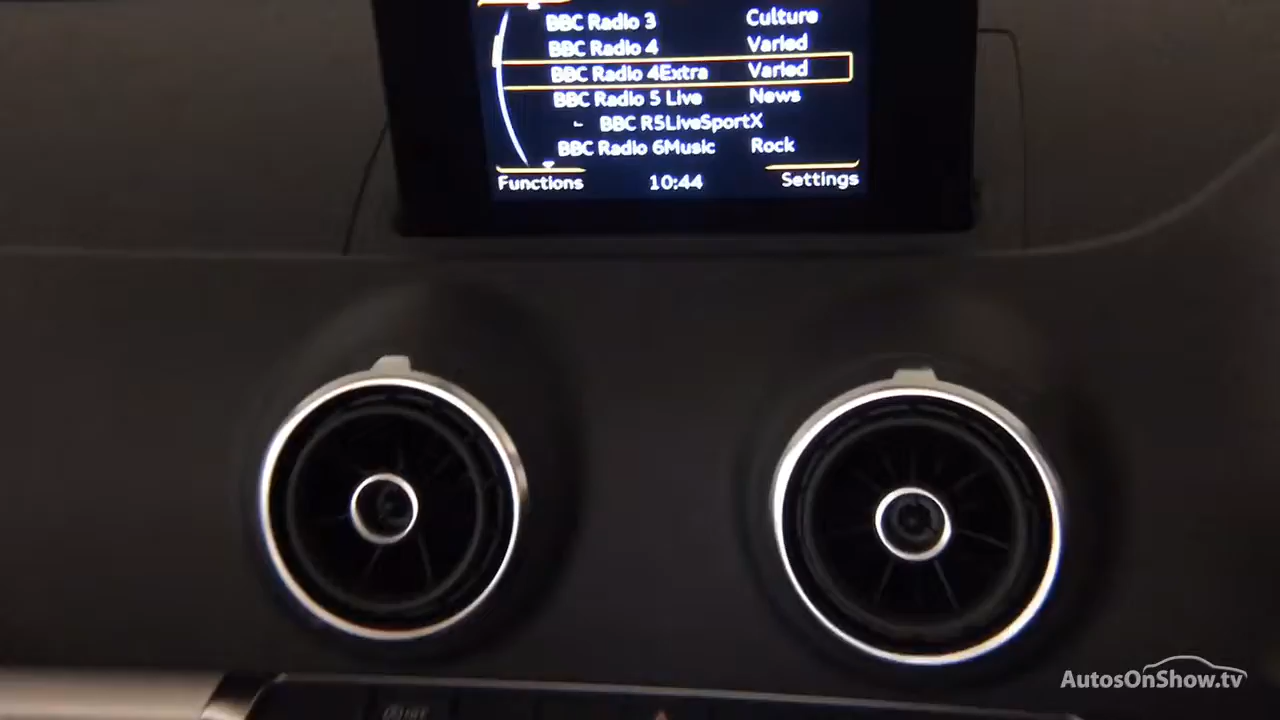 BBC Radio 3 Culture
BBC Radio 4 Varied
BBC Radio 4Extra Varied
BBC Radio 5 Live News
BBC R5LiveSportX
BBC Radio 6Music Rock
Functions 10:44 Settings
AutosOnShow.tv